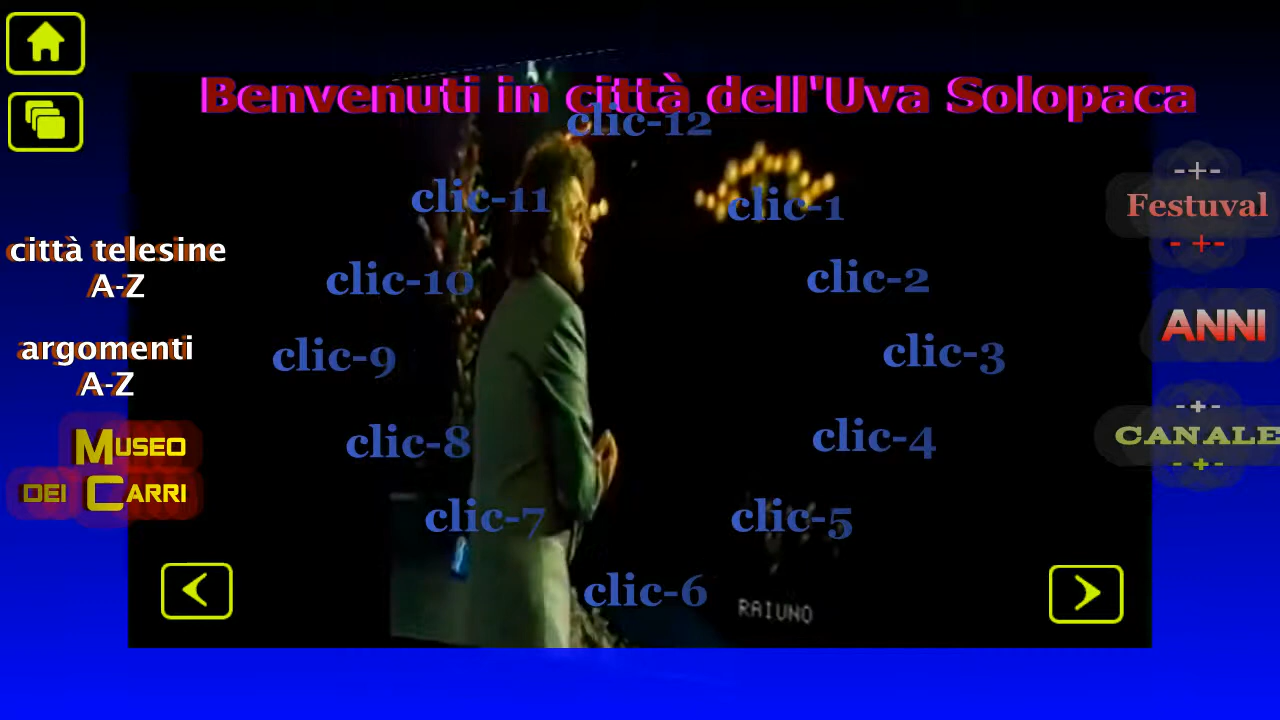 Benvenuti in città dell'Uva Solopaca
clic-12
clic-11
clic-1
clic-10
clic-2
clic-9
clic-3
clic-8
clic-4
clic-7
clic-5
clic-6
RAIUNO
città telesine
A-Z
argomenti
A-Z
MUSEO
DEI CARRI
-+-
Festuval
- +-
ANNI
-+-
CANALE
-+-